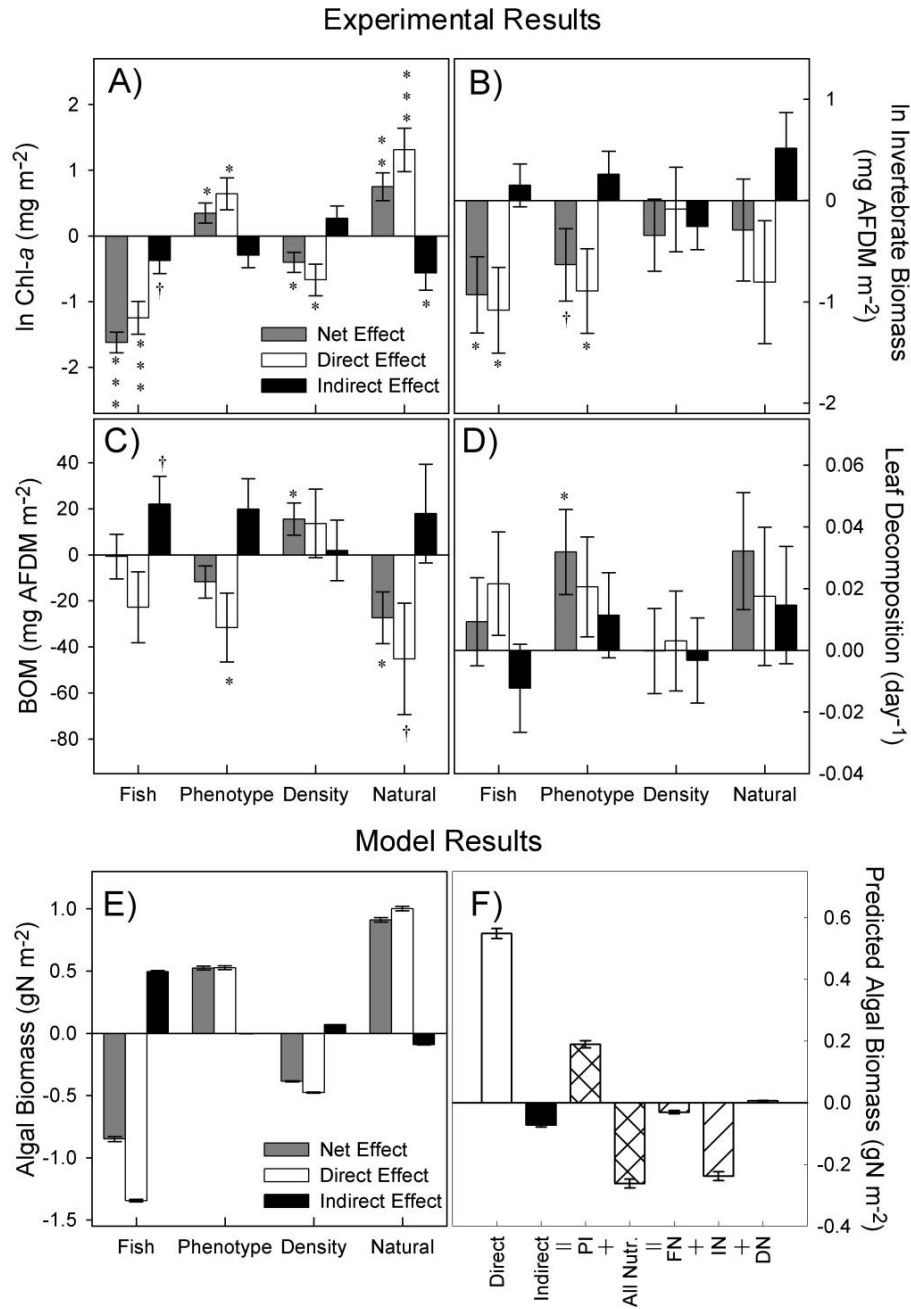 Experimental Results
A)
ln Chl-a (mg m-2)
2
1
0
-1
-2
* * * * * * † * * * * * * * * * *
Net Effect
Direct Effect
Indirect Effect
B)
ln Invertebrate Biomass
(mg AFDM m-2)
1
0
-1
-2
* * † *
C)
BOM (mg AFDM m-2)
40
20
0
-20
-40
-60
-80
† * * * †
Fish Phenotype Density Natural
D)
Leaf Decomposition (day-1)
0.06
0.04
0.02
0.00
-0.02
-0.04
*
Fish Phenotype Density Natural
Model Results
E)
Algal Biomass (gN m-2)
1.0
0.5
0.0
-0.5
-1.0
-1.5
Net Effect
Direct Effect
Indirect Effect
Fish Phenotype Density Natural
F)
Predicted Algal Biomass (gN m-2)
0.6
0.4
0.2
0.0
-0.2
-0.4
Direct
Indirect
=
PI
+
All Nutr.
=
FN
+
IN
+
DN